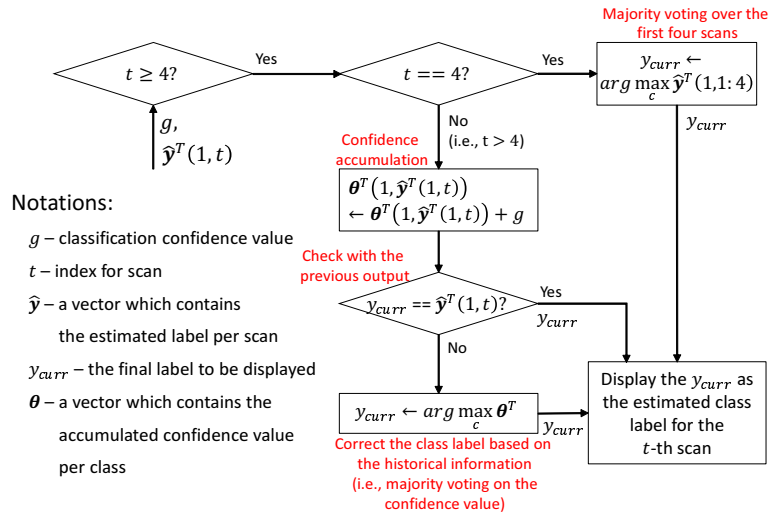 Majority voting over the
first four scans
t ≥ 4?
Yes
t == 4?
Yes
y_curr ←
arg max_c ŷ^T(1,1:4)
g,
ŷ^T(1,t)
No
(i.e., t > 4)
y_curr
Confidence
accumulation
θ^T(1,ŷ^T(1,t))
← θ^T(1,ŷ^T(1,t)) + g
Notations:
g – classification confidence value
t – index for scan
ŷ – a vector which contains
the estimated label per scan
y_curr – the final label to be displayed
θ – a vector which contains the
accumulated confidence value
per class
Check with the
previous output
y_curr == ŷ^T(1,t)?
Yes
y_curr
No
y_curr ← arg max_c θ^T
y_curr
Correct the class label based on
the historical information
(i.e., majority voting on the
confidence value)
Display the y_curr as
the estimated class
label for the
t-th scan